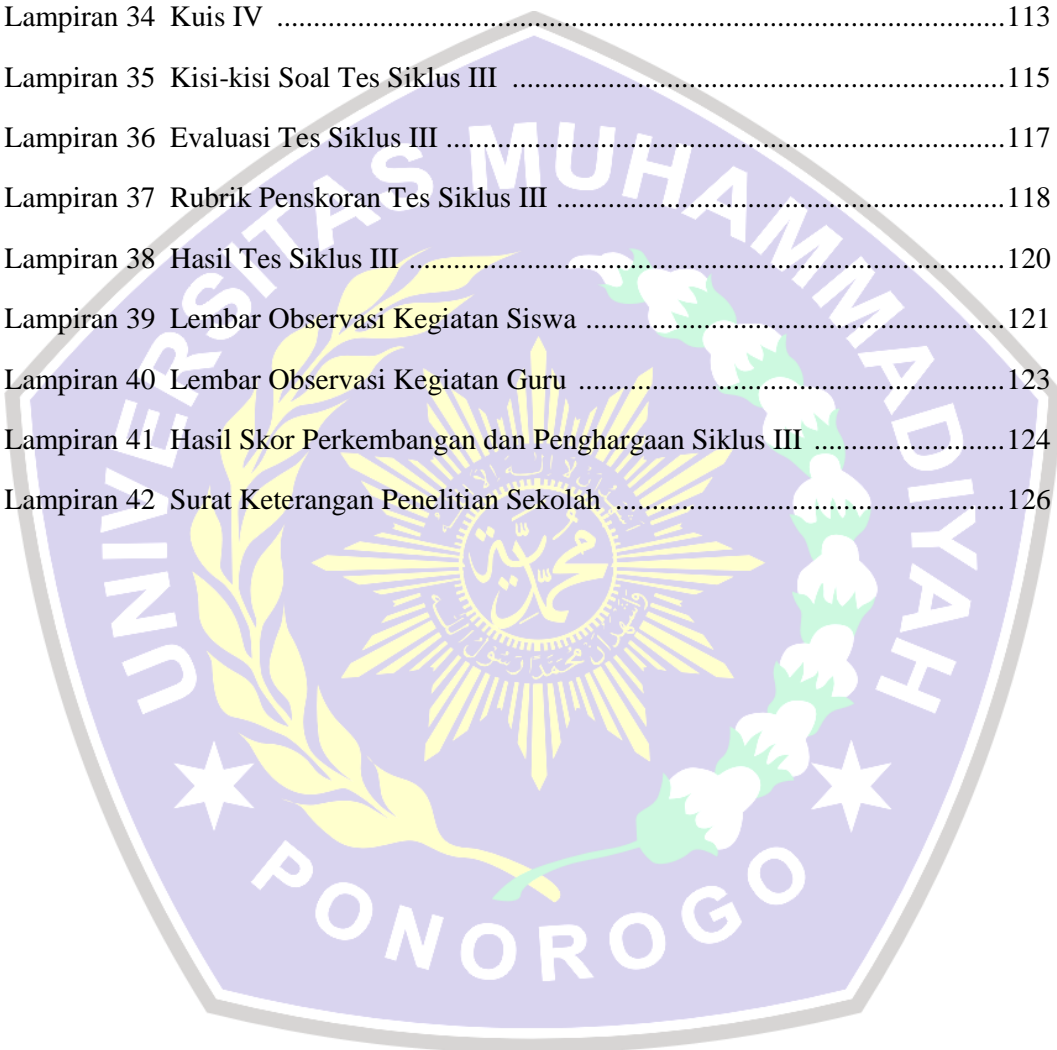 Lampiran 34 Kuis IV ................................................................................................113
Lampiran 35 Kisi-kisi Soal Tes Siklus III ................................................................115
Lampiran 36 Evaluasi Tes Siklus III ........................................................................117
Lampiran 37 Rubrik Penskoran Tes Siklus III ..........................................................118
Lampiran 38 Hasil Tes Siklus III ..............................................................................120
Lampiran 39 Lembar Observasi Kegiatan Siswa ......................................................121
Lampiran 40 Lembar Observasi Kegiatan Guru .......................................................123
Lampiran 41 Hasil Skor Perkembangan dan Penghargaan Siklus III ........................124
Lampiran 42 Surat Keterangan Penelitian Sekolah ..................................................126
UNIVERSITAS MUHAMMADIYAH
محمدية
PONOROGO